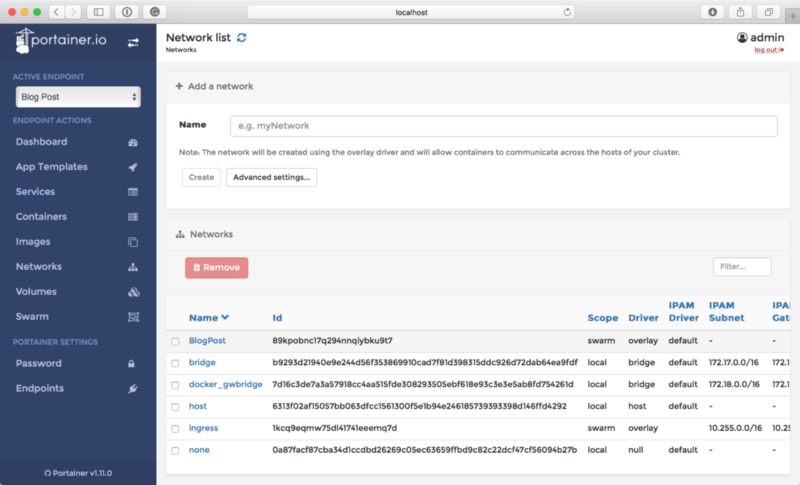 localhost
portainer.io
Network list
Networks
admin
log out
ACTIVE ENDPOINT
Blog Post
ENDPOINT ACTIONS
Dashboard
App Templates
Services
Containers
Images
Networks
Volumes
Swarm
PORTAINER SETTINGS
Password
Endpoints
Portainer v1.11.0
Add a network
Name e.g. myNetwork
Note: The network will be created using the overlay driver and will allow containers to communicate across the hosts of your cluster.
Create Advanced settings...
Networks
Remove Filter...
Name Id Scope Driver IPAM Driver IPAM Subnet IPAM Gate
BlogPost 89kpobnc17q294nnqiybku9t7 swarm overlay default - -
bridge b9293d21940e9e244d56f353869910cad7f81d398315ddc926d72dab64ea9fdf local bridge default 172.17.0.0/16 172.1
docker_gwbridge 7d16c3de7a3a57918cc4aa515fde308293505ebf618e93c3e3e5ab8fd754261d local bridge default 172.18.0.0/16 172.1
host 6313f02af15057bb063dfcc1561300f5e1b94e246185739393398d146ffd4292 local host default - -
ingress 1kcq9eqmw75dl41741eeemq7d swarm overlay 10.255.0.0/16 10.25
none 0a87facf87cba34d1ccdbd26269c05ec63659ffbd9c82c22dcf47cf56094b27b local null default - -